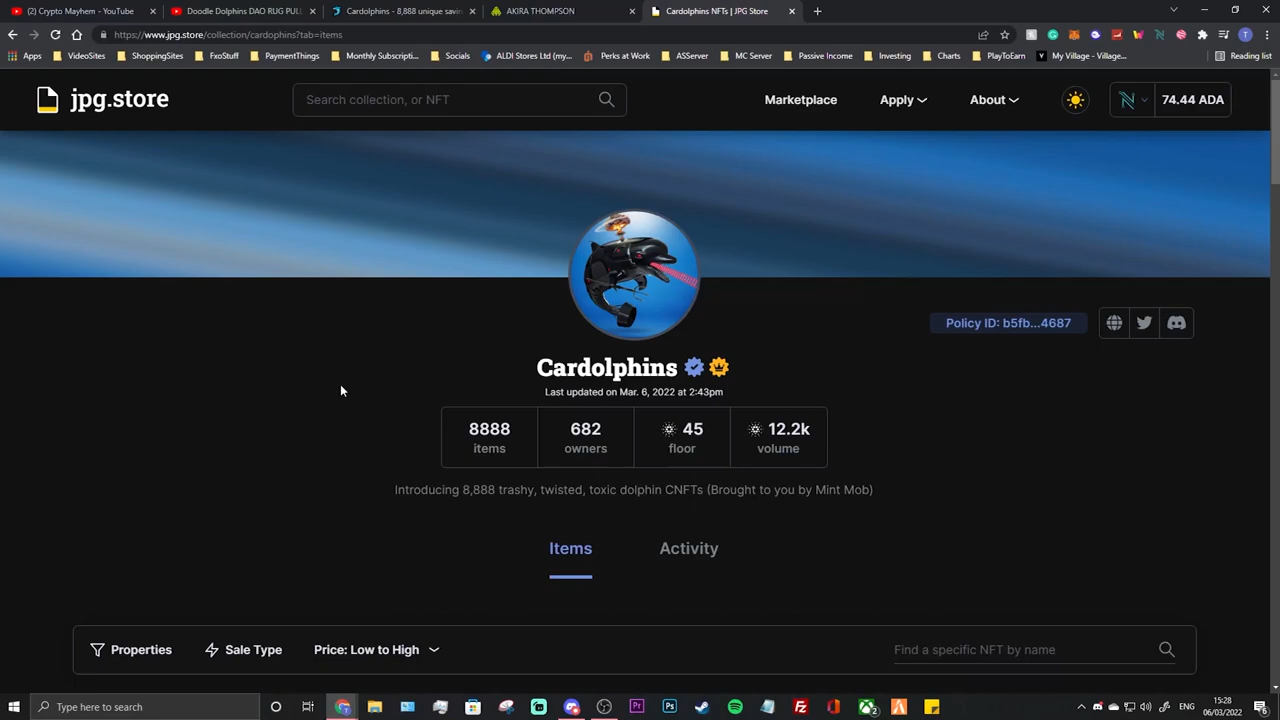 (2) Crypto Mayhem - YouTube
Doodle Dolphins DAO RUG PULL
Cardolphins - 8,888 unique savin
AKIRA THOMPSON
Cardolphins NFTs | JPG Store
https://www.jpg.store/collection/cardophins?tab=items
Apps VideoSites ShoppingSites FxoStuff PaymentThings Monthly Subscripti... Socials ALDI Stores Ltd (my... Perks at Work ASServer MC Server Passive Income Investing Charts PlayToEarn My Village - Village... Reading list
jpg.store
Search collection, or NFT
Marketplace Apply About 74.44 ADA
Policy ID: b5fb...4687
Cardolphins
Last updated on Mar. 6, 2022 at 2:43pm
8888 682 45 12.2k
items owners floor volume
Introducing 8,888 trashy, twisted, toxic dolphin CNFTs (Brought to you by Mint Mob)
Items Activity
Properties Sale Type Price: Low to High Find a specific NFT by name
Type here to search
ENG
15:28
06/03/2022